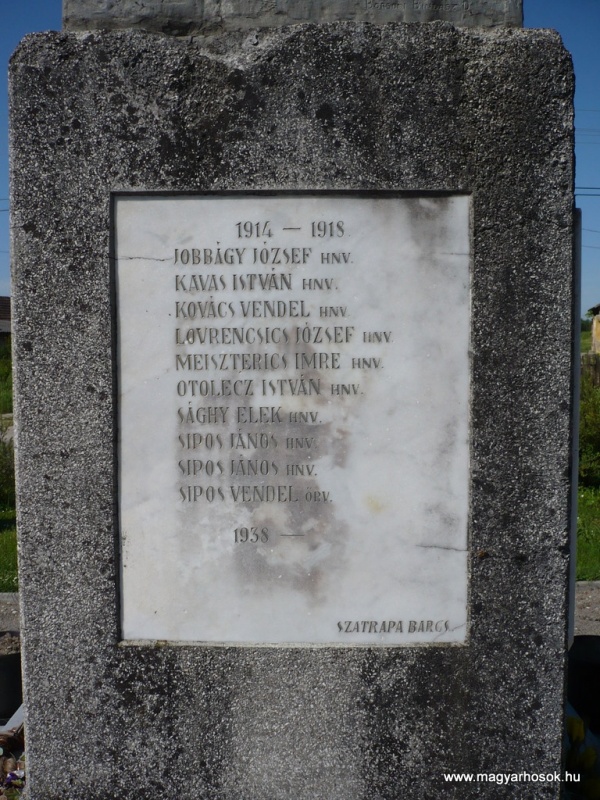 1914 — 1918
JOBBÁGY JÓZSEF HNV.
KAVAS ISTVÁN HNV.
KOVÁCS VENDEL HNV.
LOVRENCSICS JÓZSEF HNV.
MEISZTERICS IMRE HNV.
OTOLECZ ISTVÁN HNV.
SÁGHY ELEK HNV.
SIPOS JÁNOS HNV.
SIPOS JÁNOS HNV.
SIPOS VENDEL ÖRV.
1938 —
SZATRAPA BARCS.
www.magyarhosok.hu